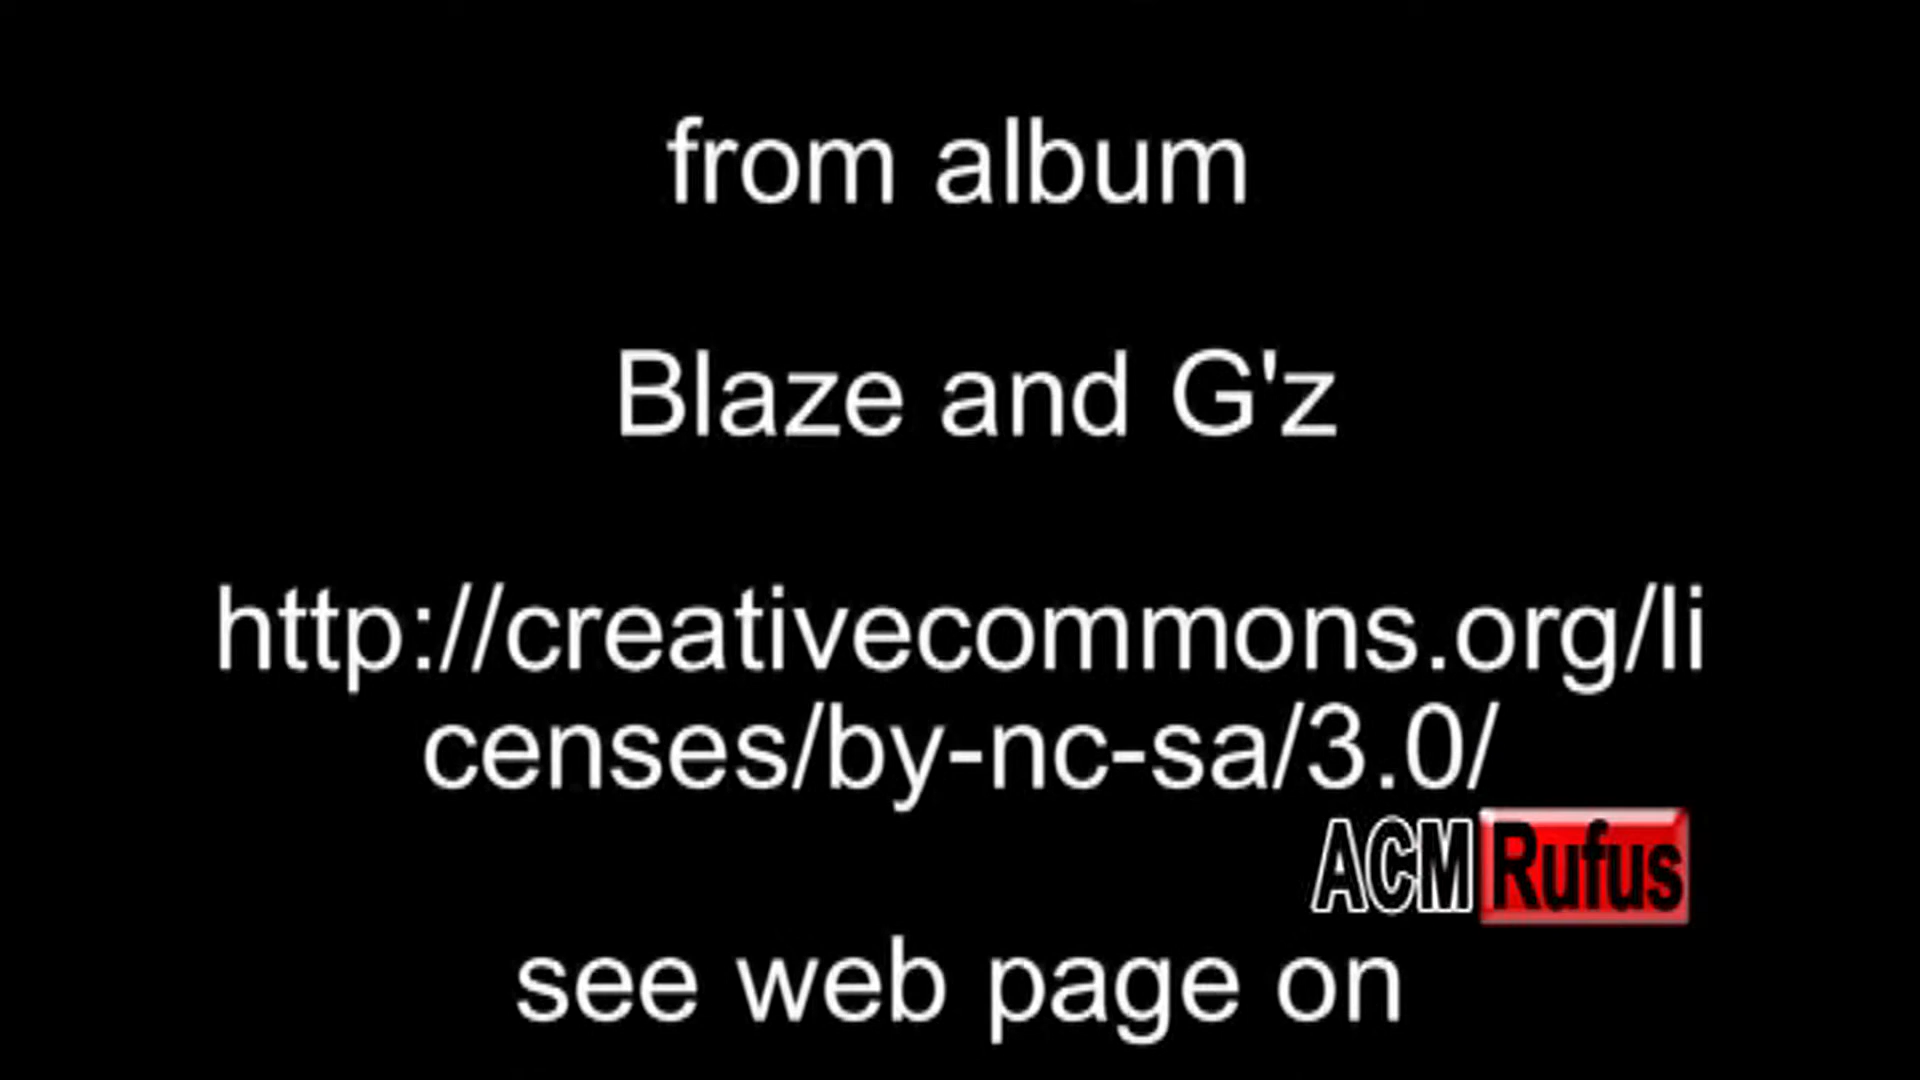 from album
Blaze and G'z
http://creativecommons.org/li
censes/by-nc-sa/3.0/
ACM Rufus
see web page on